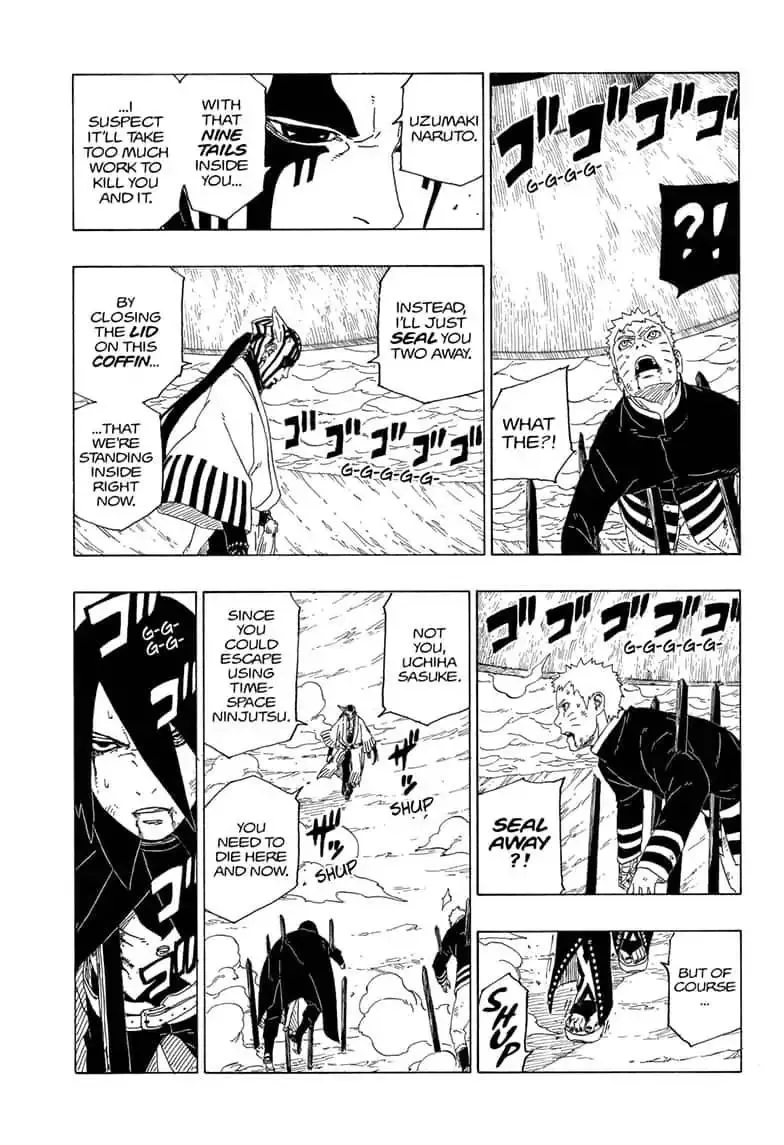 ゴゴゴゴ
G-G-G-G-
?!
WHAT
THE?!
UZUMAKI
NARUTO.
WITH
THAT
NINE
TAILS
INSIDE
YOU...
...I
SUSPECT
IT'LL TAKE
TOO MUCH
WORK TO
KILL YOU
AND IT.
INSTEAD,
I'LL JUST
SEAL YOU
TWO AWAY.
ゴゴゴゴゴ
G-G-G-G-G-
BY
CLOSING
THE LID
ON THIS
COFFIN...
...THAT
WE'RE
STANDING
INSIDE
RIGHT
NOW.
ゴゴゴゴゴ
G-G-G-G-G-
SEAL
AWAY
?!
BUT OF
COURSE
...
SHUP
NOT
YOU,
UCHIHA
SASUKE.
SINCE
YOU
COULD
ESCAPE
USING
TIME-
SPACE
NINJUTSU.
ザッ
SHUP
ザッ
SHUP
YOU
NEED TO
DIE HERE
AND NOW.
ゴゴゴゴ
G-G-
G-G-